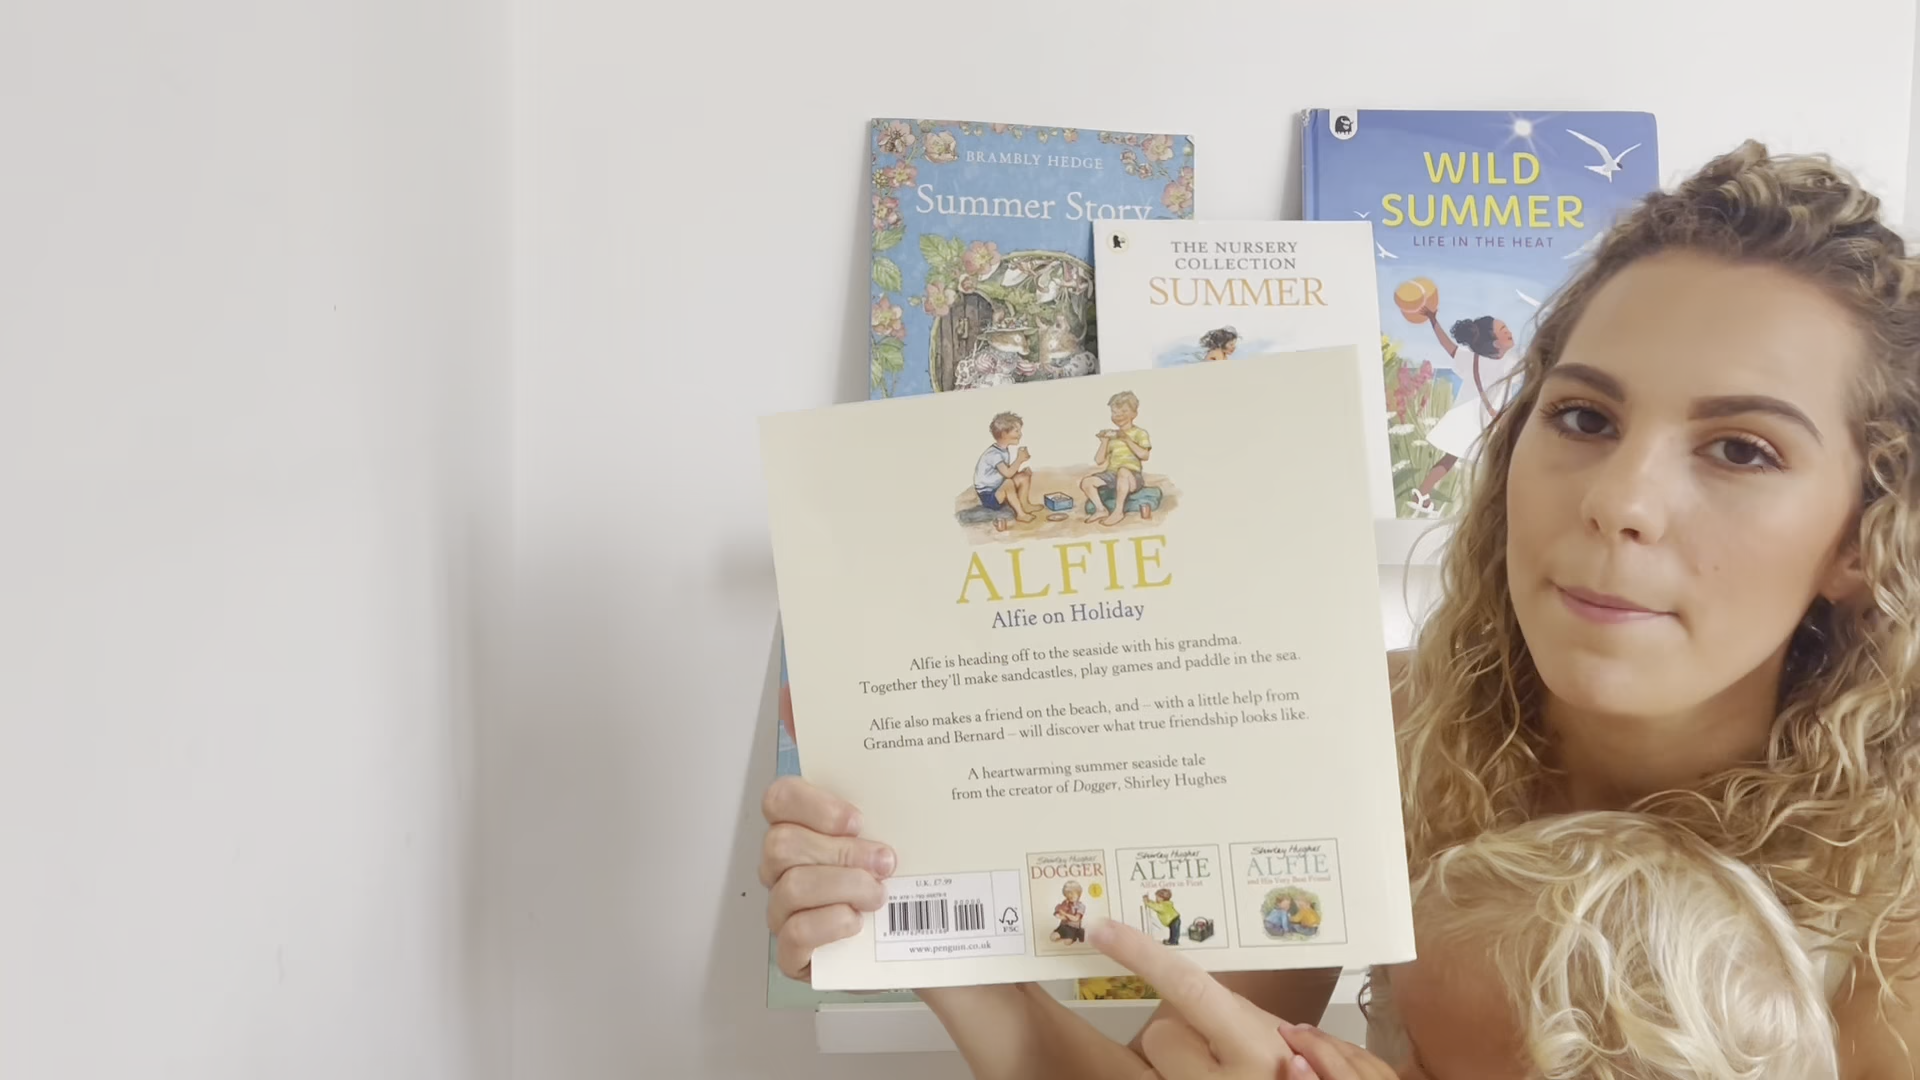 BRAMBLY HEDGE
Summer Story
THE NURSERY
COLLECTION
SUMMER
WILD
SUMMER
LIFE IN THE HEAT
ALFIE
Alfie on Holiday
Alfie is heading off to the seaside with his grandma.
Together they'll make sandcastles, play games and paddle in the sea.
Alfie also makes a friend on the beach, and – with a little help from
Grandma and Bernard – will discover what true friendship looks like.
A heartwarming summer seaside tale
from the creator of Dogger, Shirley Hughes
U.K. £7.99
FSC
www.penguin.co.uk
Shirley Hughes
DOGGER
Shirley Hughes
ALFIE
Alfie Gets in First
Shirley Hughes
ALFIE
and His Very Best Friend